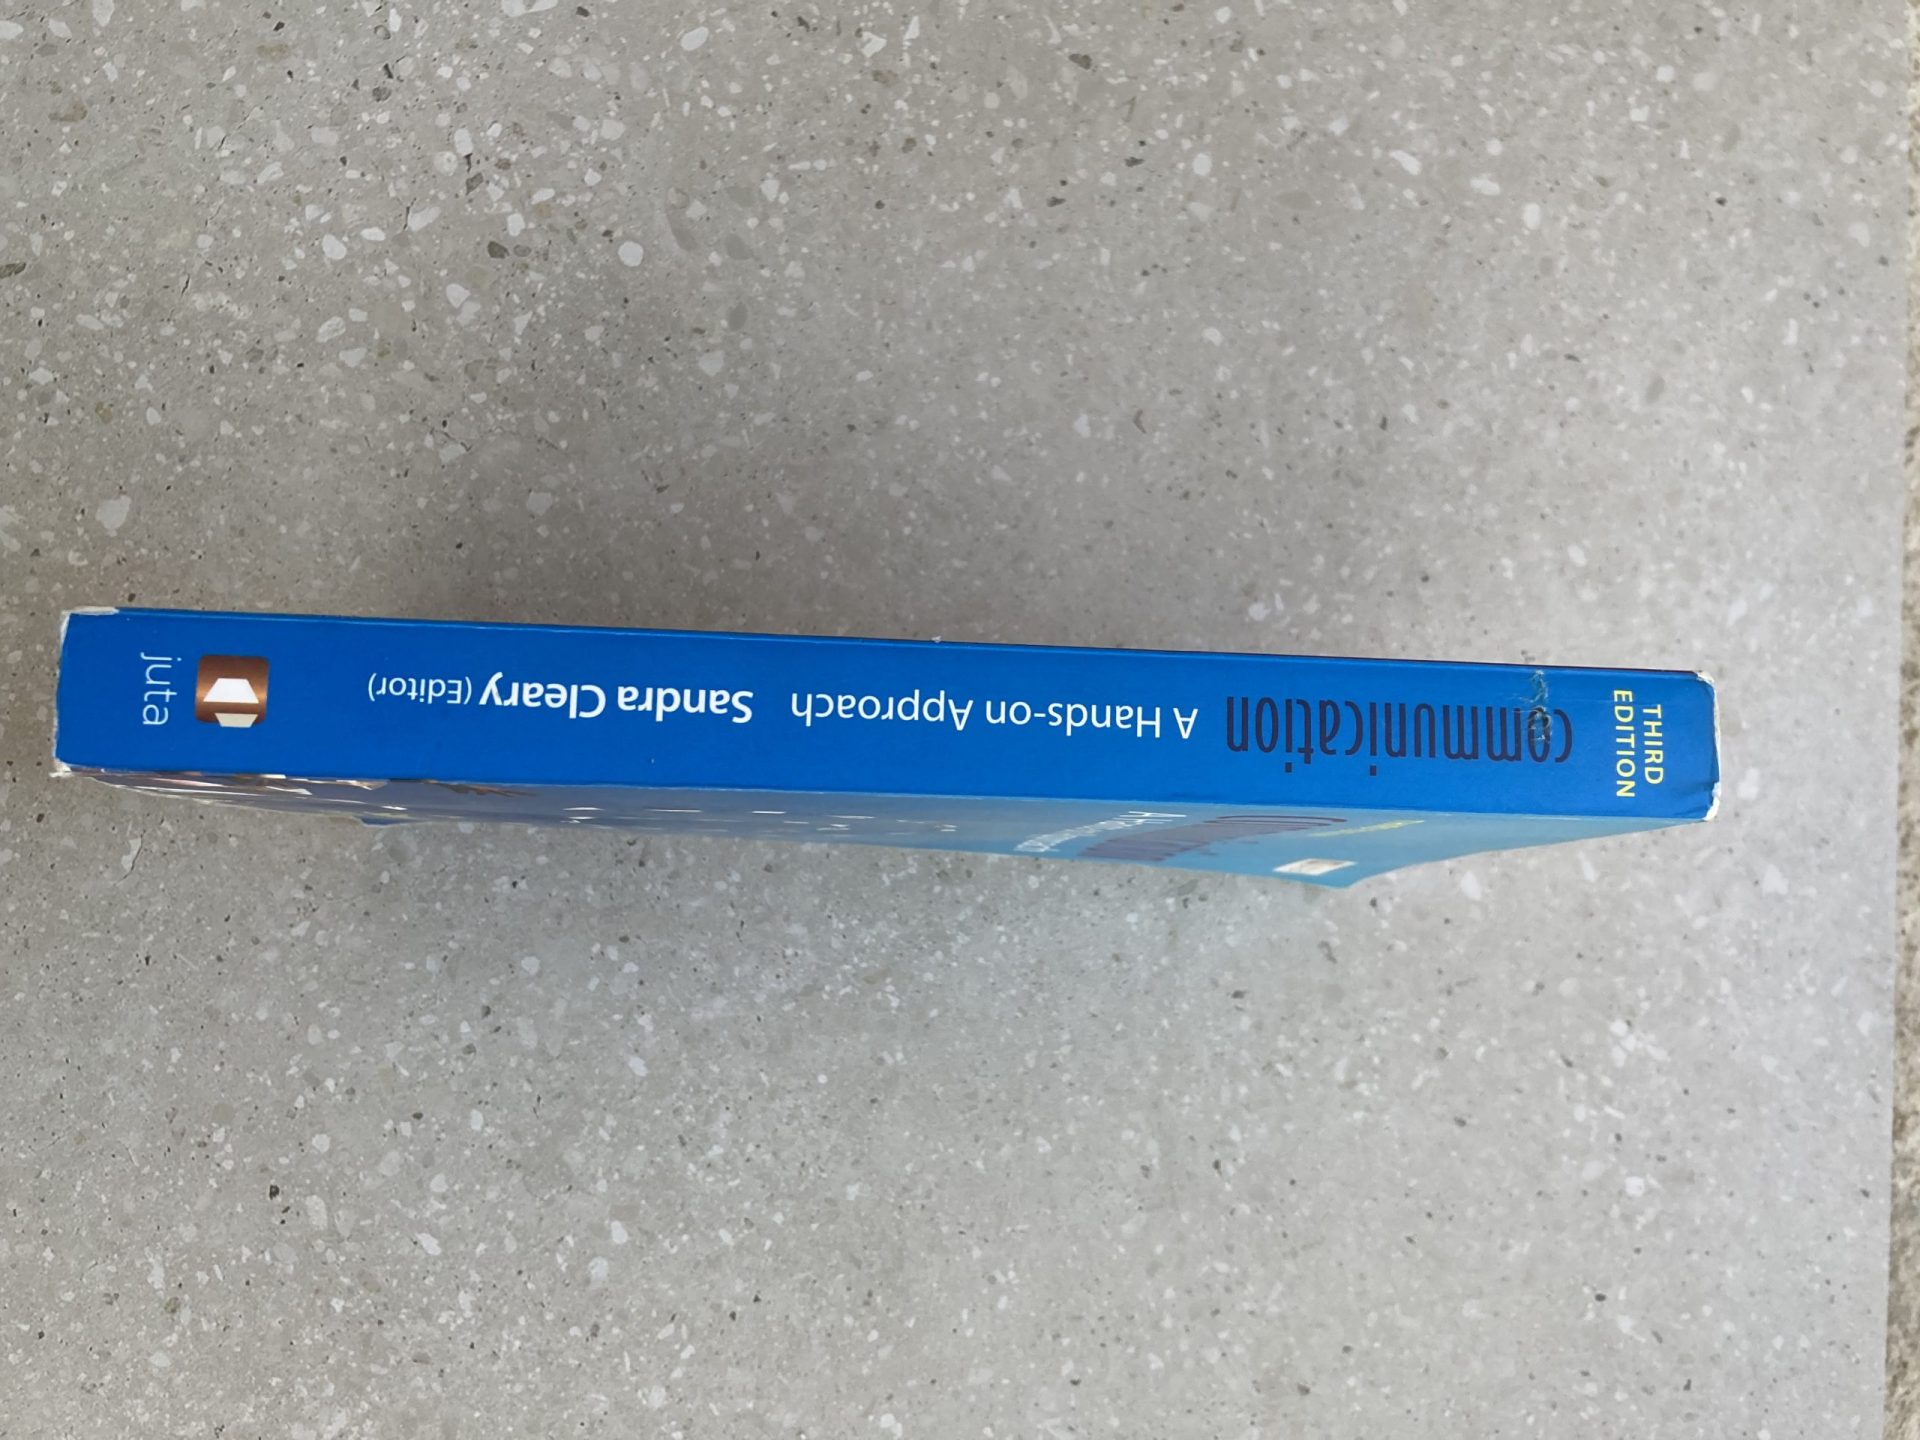 THIRD
EDITION
communication A Hands-on Approach Sandra Cleary (Editor)
juta